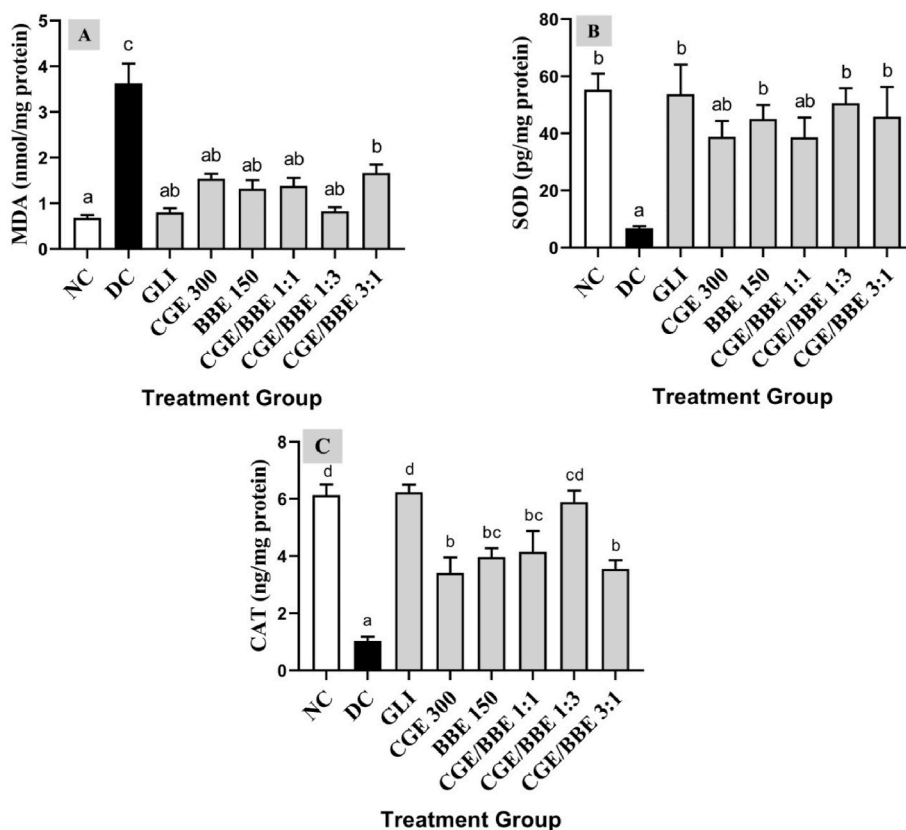 A
MDA (nmol/mg protein)
5
4
3
2
1
0
a
c
ab
ab
ab
ab
ab
b
NC
DC
GLI
CGE 300
BBE 150
CGE/BBE 1:1
CGE/BBE 1:3
CGE/BBE 3:1
Treatment Group
B
SOD (pg/mg protein)
80
60
40
20
0
b
a
b
ab
b
ab
b
b
NC
DC
GLI
CGE 300
BBE 150
CGE/BBE 1:1
CGE/BBE 1:3
CGE/BBE 3:1
Treatment Group
C
CAT (ng/mg protein)
8
6
4
2
0
d
a
d
b
bc
bc
cd
b
NC
DC
GLI
CGE 300
BBE 150
CGE/BBE 1:1
CGE/BBE 1:3
CGE/BBE 3:1
Treatment Group